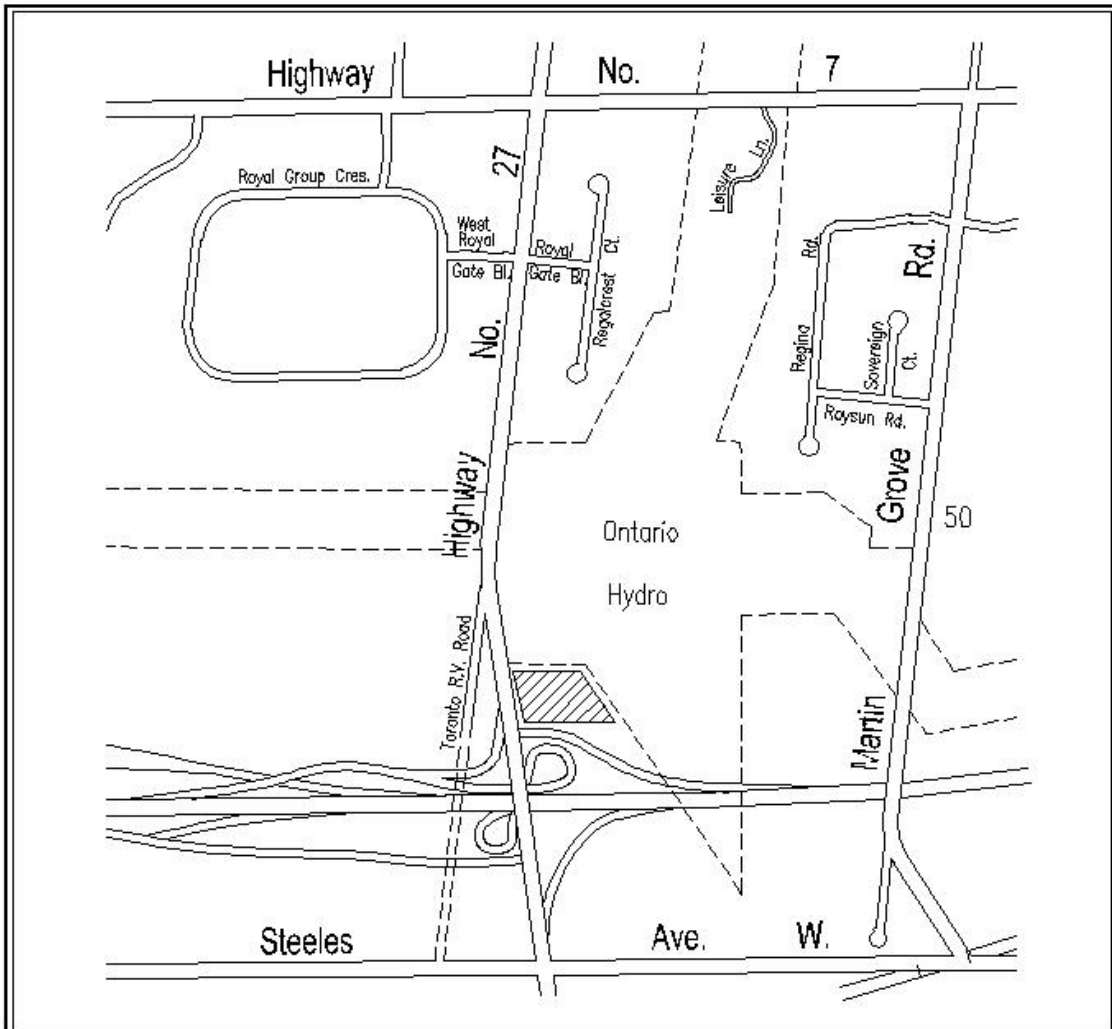 Highway No. 7
27
No.
Highway
Royal Group Cres.
West
Royal
Gate Bl.
Royal
Gate Bl.
Regalcrest Ct.
Leisure Ln.
Regina Rd.
Sovereign Ct.
Roysun Rd.
Rd.
Grove
Martin
50
Ontario
Hydro
Toranto R.V. Road
Steeles Ave. W.